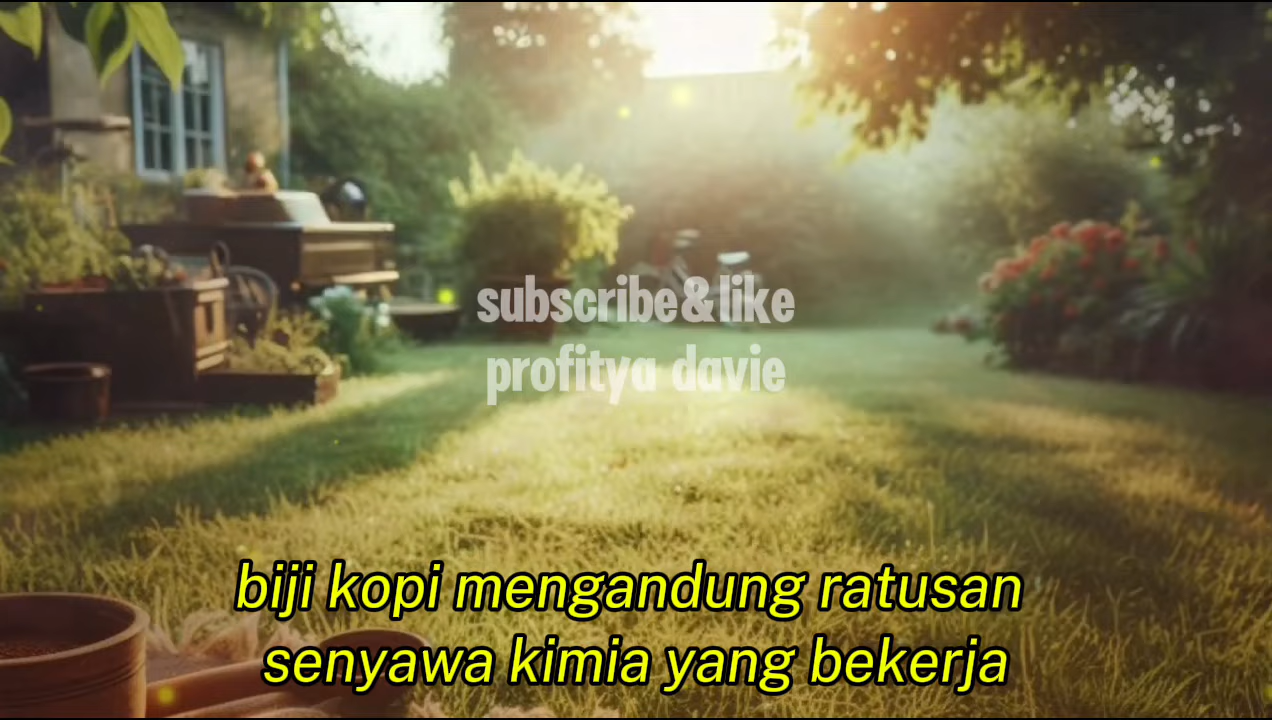 subscribe&like
profitya davie
biji kopi mengandung ratusan
senyawa kimia yang bekerja